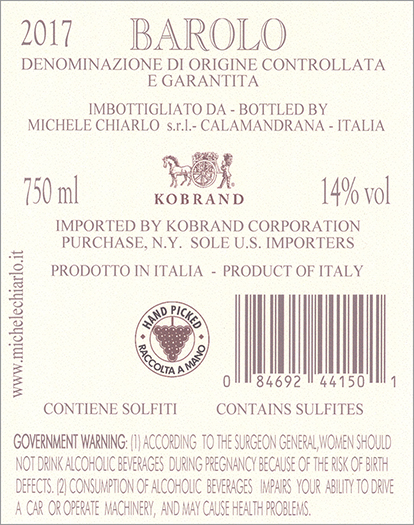 2017 BAROLO
DENOMINAZIONE DI ORIGINE CONTROLLATA
E GARANTITA
IMBOTTIGLIATO DA - BOTTLED BY
MICHELE CHIARLO s.r.l.- CALAMANDRANA - ITALIA
750 ml KOBRAND 14% vol
IMPORTED BY KOBRAND CORPORATION
PURCHASE, N.Y. SOLE U.S. IMPORTERS
PRODOTTO IN ITALIA - PRODUCT OF ITALY
www.michelechiarlo.it
HAND PICKED
RACCOLTA A MANO
0 84692 44150 1
CONTIENE SOLFITI CONTAINS SULFITES
GOVERNMENT WARNING: (1) ACCORDING TO THE SURGEON GENERAL,WOMEN SHOULD
NOT DRINK ALCOHOLIC BEVERAGES DURING PREGNANCY BECAUSE OF THE RISK OF BIRTH
DEFECTS. (2) CONSUMPTION OF ALCOHOLIC BEVERAGES IMPAIRS YOUR ABILITY TO DRIVE
A CAR OR OPERATE MACHINERY, AND MAY CAUSE HEALTH PROBLEMS.